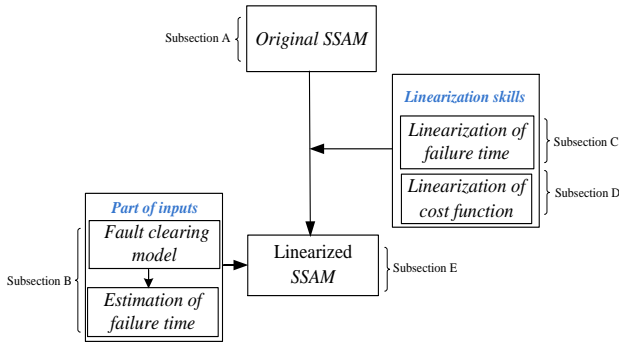 Subsection A
Original SSAM
Linearization skills
Linearization of
failure time
Subsection C
Linearization of
cost function
Subsection D
Part of inputs
Fault clearing
model
Subsection B
Estimation of
failure time
Linearized
SSAM
Subsection E